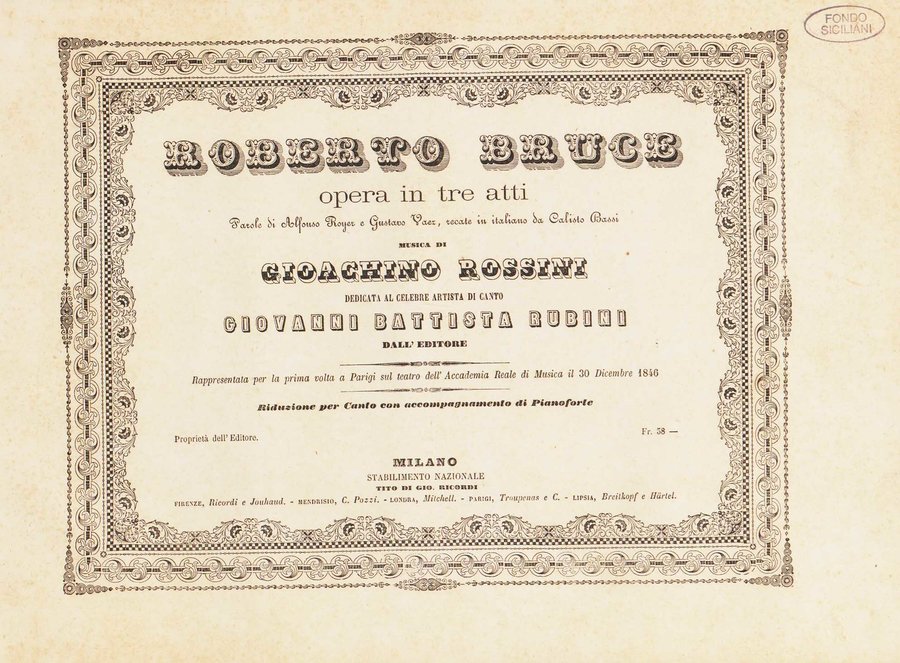 FONDO
SICILIANI
ROBERTO BRUCE
opera in tre atti
Parole di Alfonso Royer e Gustavo Vaez, recate in italiano da Calisto Bassi
MUSICA DI
GIOACHINO ROSSINI
DEDICATA AL CELEBRE ARTISTA DI CANTO
GIOVANNI BATTISTA RUBINI
DALL' EDITORE
Rappresentata per la prima volta a Parigi sul teatro dell' Accademia Reale di Musica il 30 Dicembre 1846
Riduzione per Canto con accompagnamento di Pianoforte
Proprietà dell' Editore.
Fr. 38 —
MILANO
STABILIMENTO NAZIONALE
TITO DI GIO. RICORDI
FIRENZE, Ricordi e Jouhaud. - MENDRISIO, C. Pozzi. - LONDRA, Mitchell. - PARIGI, Troupenas e C. - LIPSIA, Breitkopf e Härtel.